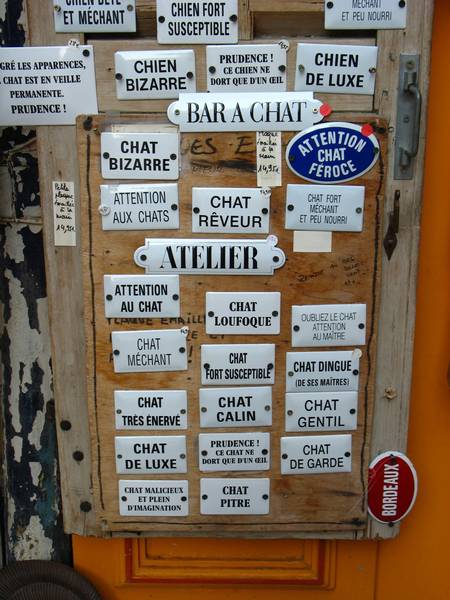 CHIEN BÊTE
ET MÉCHANT
CHIEN
FORT
SUSCEPTIBLE
ET PEU NOURRI
GRÉ LES APPARENCES,
CHAT EST EN VEILLE
PERMANENTE.
PRUDENCE !
CHIEN
BIZARRE
PRUDENCE !
CE CHIEN NE
DORT QUE D'UN ŒIL
CHIEN
DE LUXE
BAR A CHAT
CHAT
BIZARRE
ATTENTION
CHAT
FÉROCE
ATTENTION
AUX CHATS
CHAT
RÊVEUR
CHAT FORT
MÉCHANT
ET PEU NOURRI
ATELIER
ATTENTION
AU CHAT
CHAT
LOUFOQUE
OUBLIEZ LE CHAT
ATTENTION
AU MAÎTRE
CHAT
MÉCHANT
CHAT
FORT SUSCEPTIBLE
CHAT DINGUE
(DE SES MAÎTRES)
CHAT
TRÈS ÉNERVÉ
CHAT
CALIN
CHAT
GENTIL
CHAT
DE LUXE
PRUDENCE !
CE CHAT NE
DORT QUE D'UN ŒIL
CHAT
DE GARDE
BORDEAUX
CHAT MALICIEUX
ET PLEIN
D'IMAGINATION
CHAT
PITRE